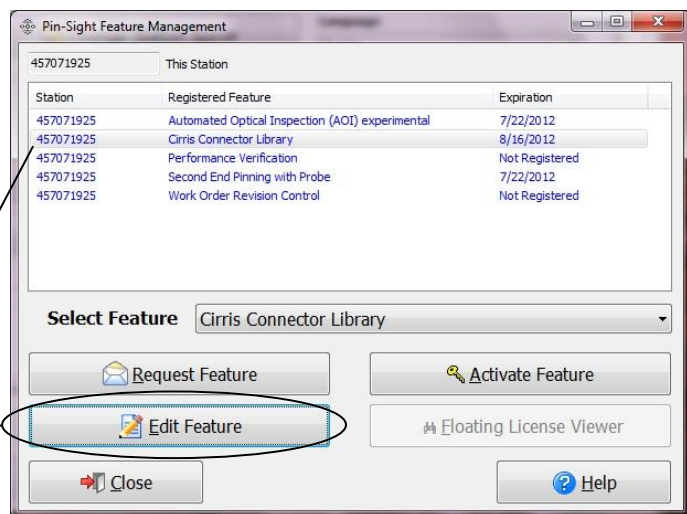 Pin-Sight Feature Management
457071925 This Station
Station Registered Feature Expiration
457071925 Automated Optical Inspection (AOI) experimental 7/22/2012
457071925 Cirris Connector Library 8/16/2012
457071925 Performance Verification Not Registered
457071925 Second End Pinning with Probe 7/22/2012
457071925 Work Order Revision Control Not Registered
Select Feature Cirris Connector Library
Request Feature Activate Feature
Edit Feature Floating License Viewer
Close Help